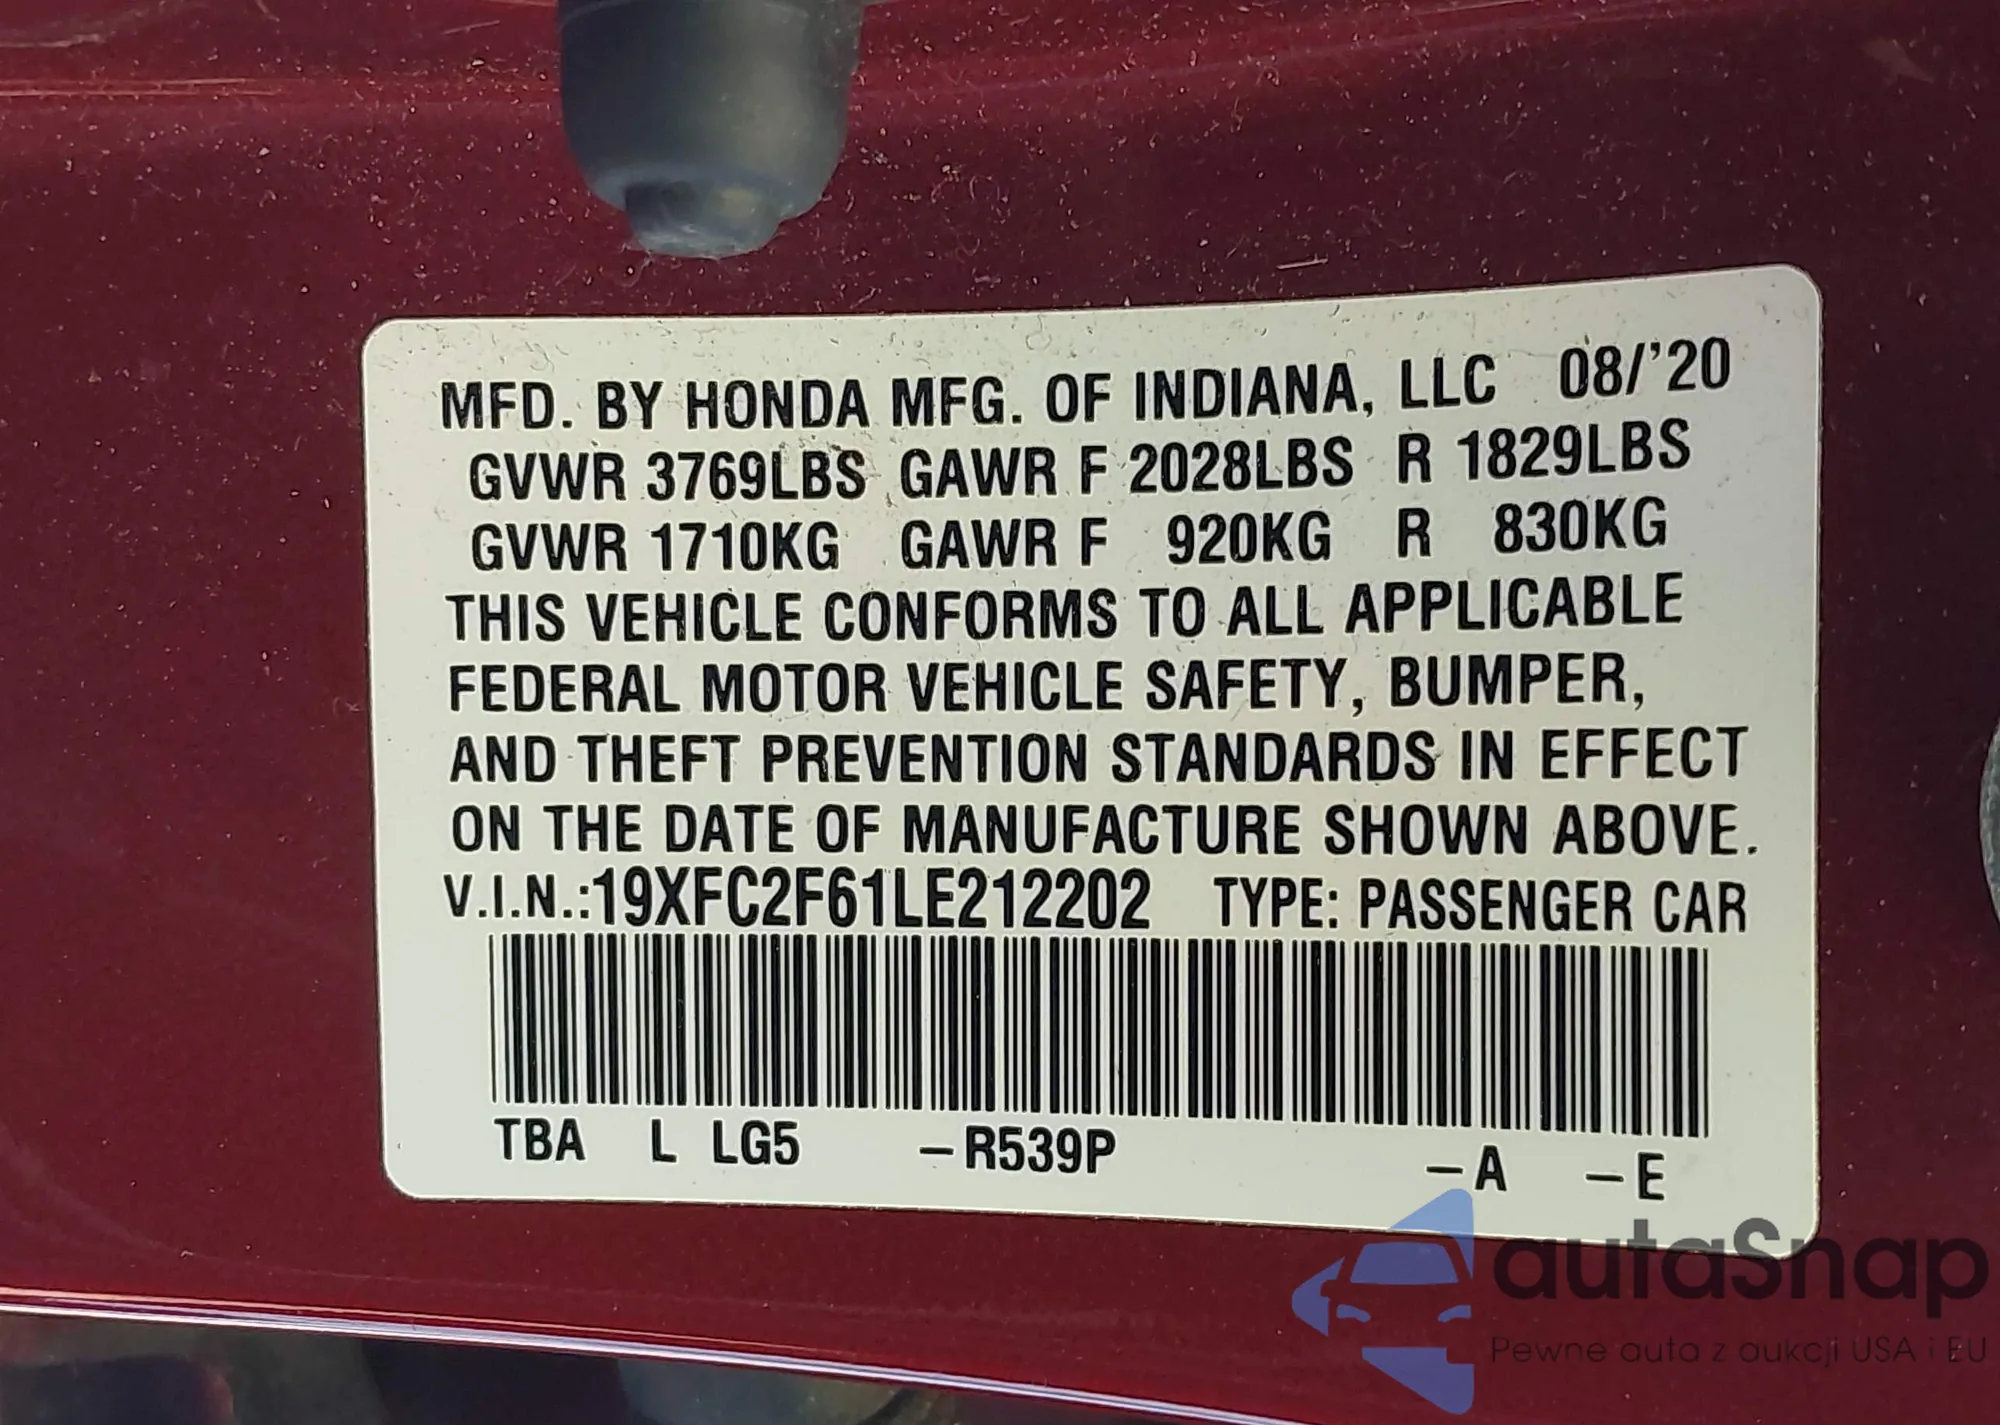 MFD. BY HONDA MFG. OF INDIANA, LLC 08/'20
GVWR 3769LBS GAWR F 2028LBS R 1829LBS
GVWR 1710KG GAWR F 920KG R 830KG
THIS VEHICLE CONFORMS TO ALL APPLICABLE
FEDERAL MOTOR VEHICLE SAFETY, BUMPER,
AND THEFT PREVENTION STANDARDS IN EFFECT
ON THE DATE OF MANUFACTURE SHOWN ABOVE.
V.I.N.:19XFC2F61LE212202 TYPE: PASSENGER CAR
TBA L LG5 –R539P –A –E
autaSnap
Pewne auta z aukcji USA i EU